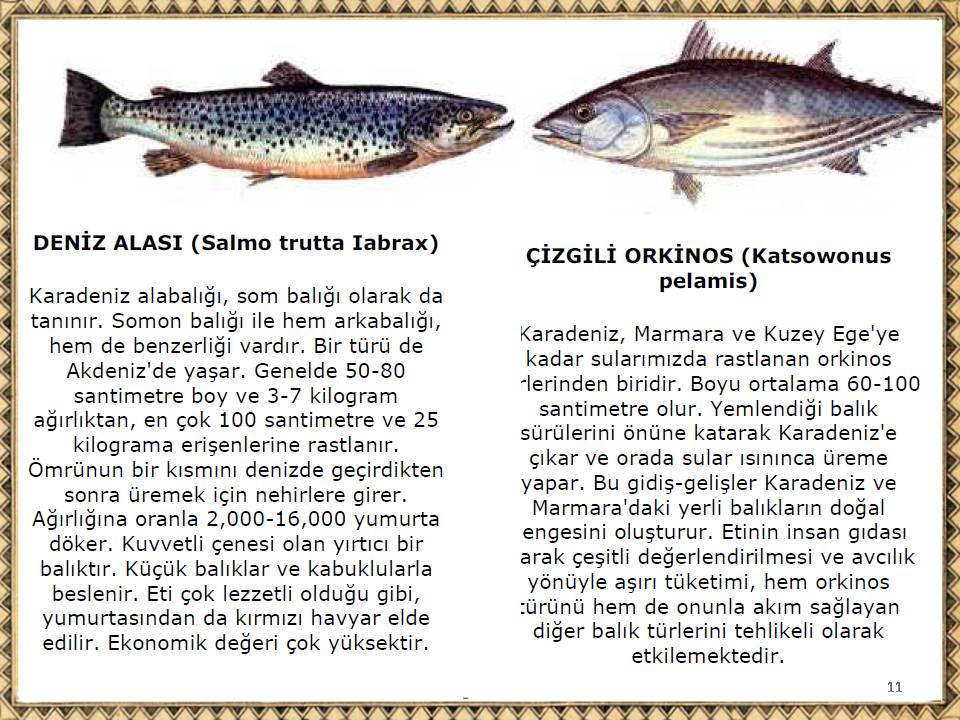 DENİZ ALASI (Salmo trutta Iabrax)
Karadeniz alabalığı, som balığı olarak da
tanınır. Somon balığı ile hem arkabalığı,
hem de benzerliği vardır. Bir türü de
Akdeniz'de yaşar. Genelde 50-80
santimetre boy ve 3-7 kilogram
ağırlıktan, en çok 100 santimetre ve 25
kilograma erişenlerine rastlanır.
Ömrünün bir kısmını denizde geçirdikten
sonra üremek için nehirlere girer.
Ağırlığına oranla 2,000-16,000 yumurta
döker. Kuvvetli çenesi olan yırtıcı bir
balıktır. Küçük balıklar ve kabuklularla
beslenir. Eti çok lezzetli olduğu gibi,
yumurtasından da kırmızı havyar elde
edilir. Ekonomik değeri çok yüksektir.
ÇİZGİLİ ORKİNOS (Katsowonus
pelamis)
Karadeniz, Marmara ve Kuzey Ege'ye
kadar sularımızda rastlanan orkinos
rlerinden biridir. Boyu ortalama 60-100
santimetre olur. Yemlendiği balık
sürülerini önüne katarak Karadeniz'e
çıkar ve orada sular ısınınca üreme
yapar. Bu gidiş-gelişler Karadeniz ve
Marmara'daki yerli balıkların doğal
engesini oluşturur. Etinin insan gıdası
arak çeşitli değerlendirilmesi ve avcılık
yönüyle aşırı tüketimi, hem orkinos
türünü hem de onunla akım sağlayan
diğer balık türlerini tehlikeli olarak
etkilemektedir.
11